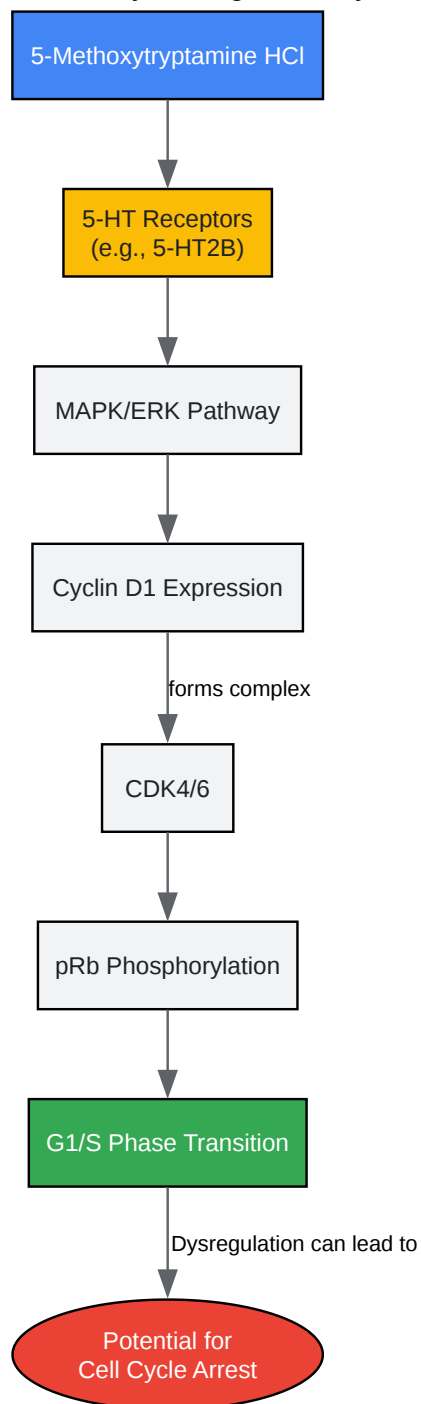 5-Methoxytryptamine HCl
5-HT Receptors
(e.g., 5-HT2B)
MAPK/ERK Pathway
Cyclin D1 Expression
forms complex
CDK4/6
pRb Phosphorylation
G1/S Phase Transition
Dysregulation can lead to
Potential for
Cell Cycle Arrest